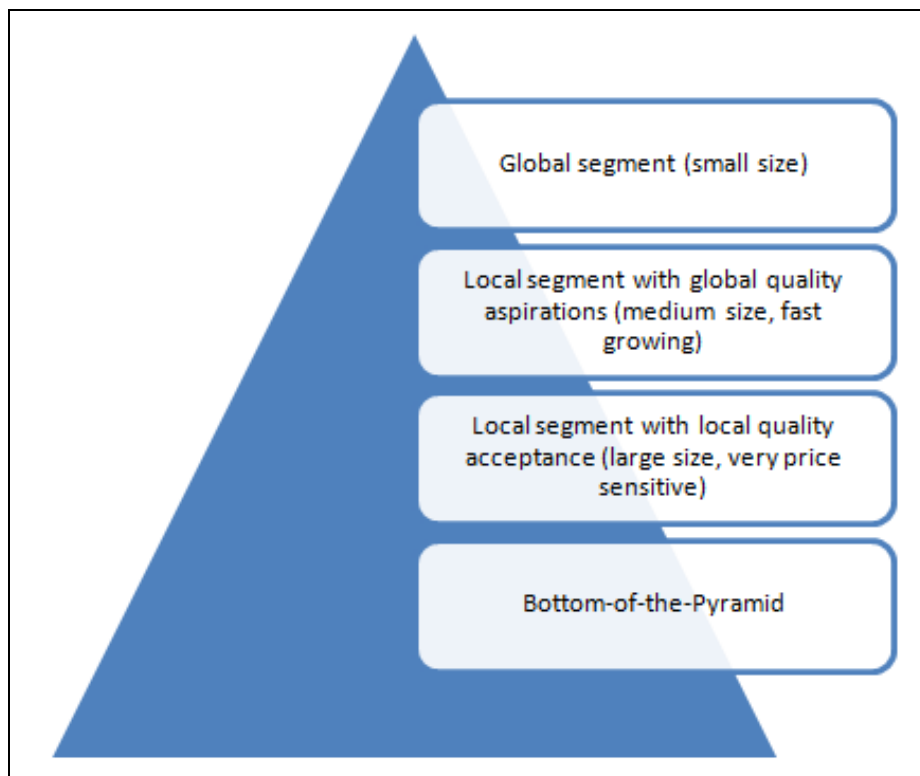 Global segment (small size)
Local segment with global quality
aspirations (medium size, fast
growing)
Local segment with local quality
acceptance (large size, very price
sensitive)
Bottom-of-the-Pyramid